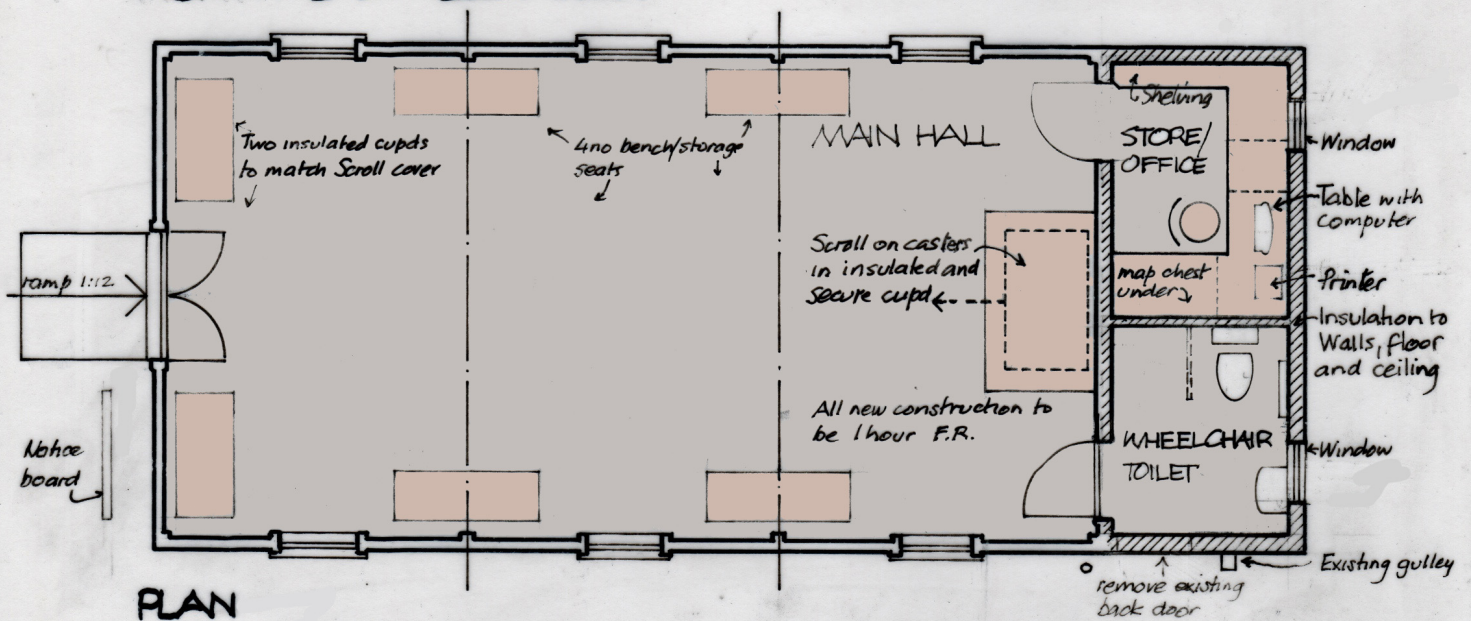 Two insulated cupds
to match Scroll cover
4no bench/storage
seats
MAIN HALL
Shelving
STORE/
OFFICE
Window
Table with
computer
Scroll on casters
in insulated and
secure cupd
map chest
under
Printer
ramp 1:12
Insulation to
Walls, floor
and ceiling
All new construction to
be 1 hour F.R.
WHEELCHAIR
TOILET
Window
Notice
board
Existing gulley
remove existing
back door
PLAN